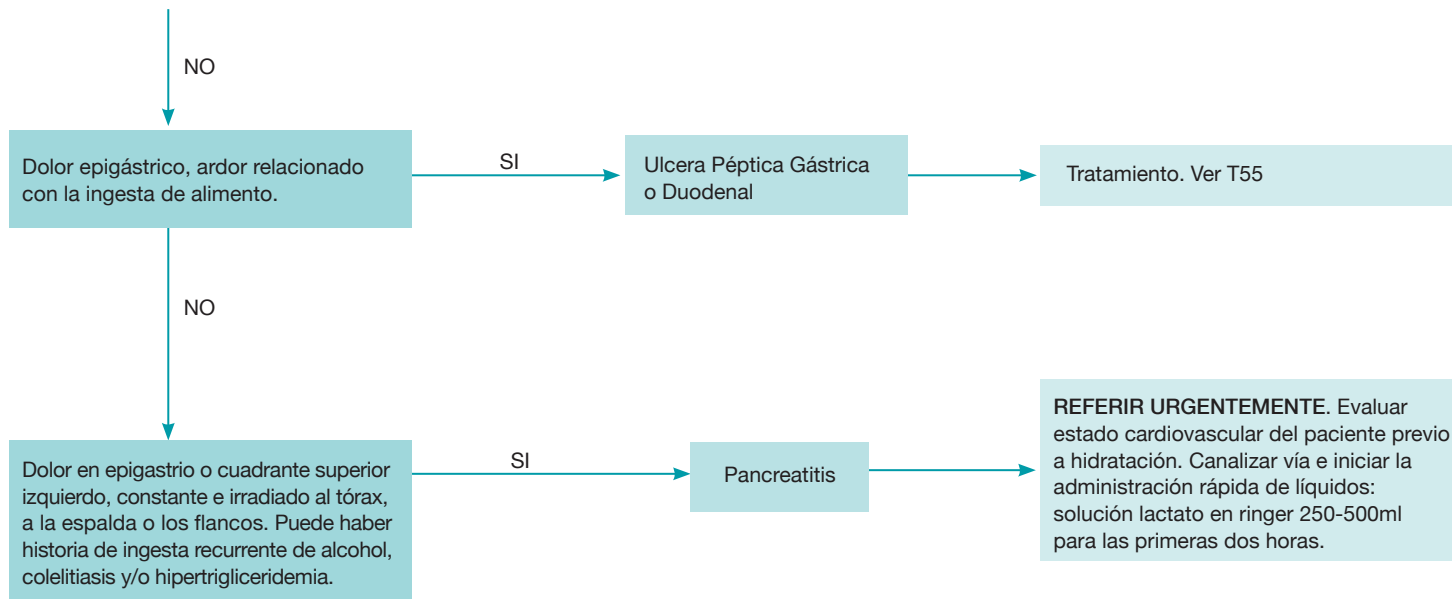 NO
Dolor epigástrico, ardor relacionado
con la ingesta de alimento.
SI
Ulcera Péptica Gástrica
o Duodenal
Tratamiento. Ver T55
NO
Dolor en epigastrio o cuadrante superior
izquierdo, constante e irradiado al tórax,
a la espalda o los flancos. Puede haber
historia de ingesta recurrente de alcohol,
colelitiasis y/o hipertrigliceridemia.
SI
Pancreatitis
REFERIR URGENTEMENTE. Evaluar
estado cardiovascular del paciente previo
a hidratación. Canalizar vía e iniciar la
administración rápida de líquidos:
solución lactato en ringer 250-500ml
para las primeras dos horas.